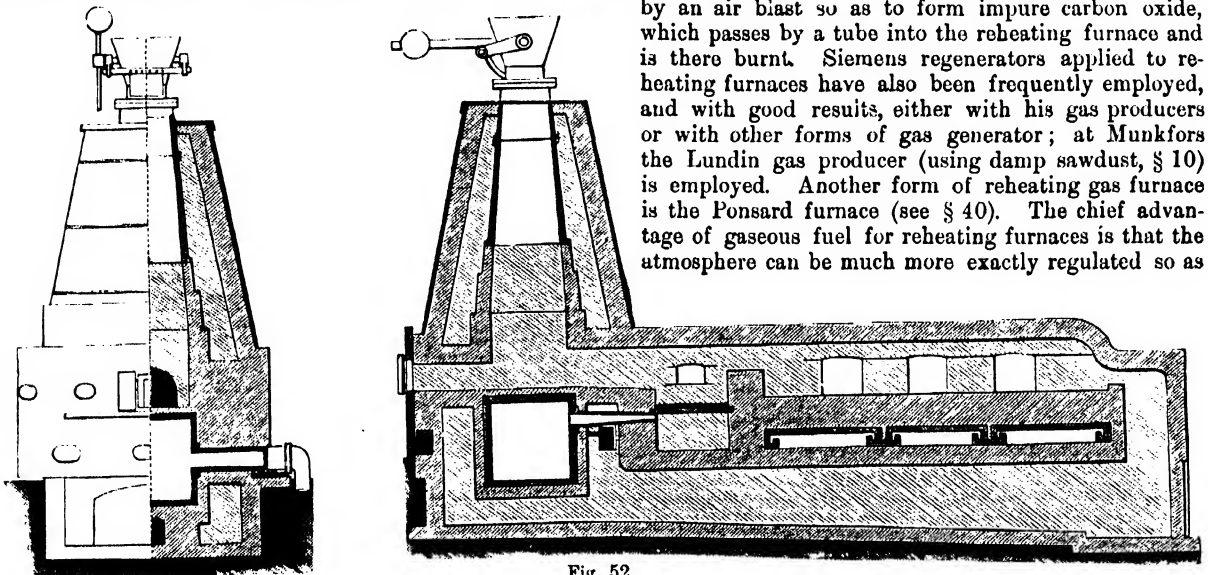 by an air blast so as to form impure carbon oxide,
which passes by a tube into the reheating furnace and
is there burnt. Siemens regenerators applied to re-
heating furnaces have also been frequently employed,
and with good results, either with his gas producers
or with other forms of gas generator; at Munkfors
the Lundin gas producer (using damp sawdust, § 10)
is employed. Another form of reheating gas furnace
is the Ponsard furnace (see § 40). The chief advan-
tage of gaseous fuel for reheating furnaces is that the
atmosphere can be much more exactly regulated so as
Fig. 52